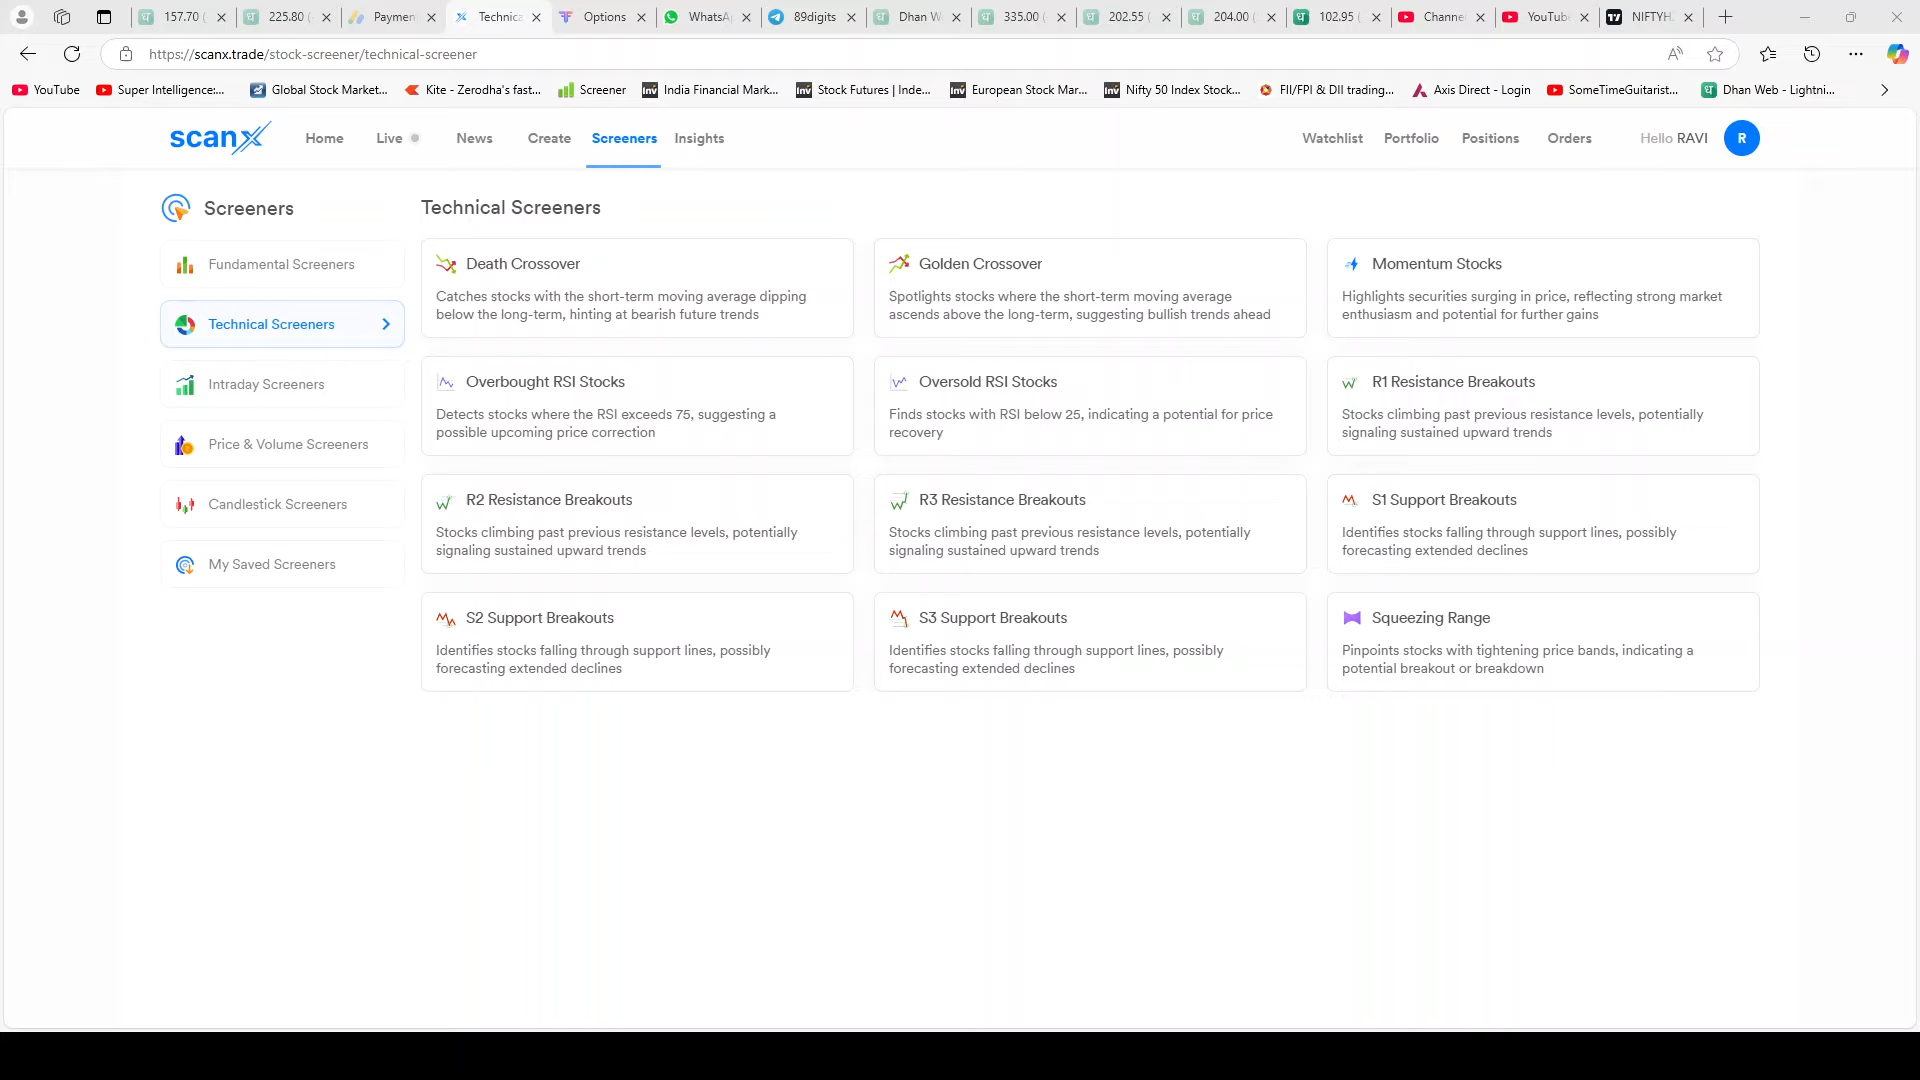 157.70 (
225.80 (
Paymen
Technica
Options
WhatsA
89digits
Dhan W
335.00 (
202.55 (
204.00 (
102.95 (
Channe
YouTube
NIFTYH
https://scanx.trade/stock-screener/technical-screener
YouTube
Super Intelligence:...
Global Stock Market...
Kite - Zerodha's fast...
Screener
India Financial Mark...
Stock Futures | Inde...
European Stock Mar...
Nifty 50 Index Stock...
FII/FPI & DII trading...
Axis Direct - Login
SomeTimeGuitarist...
Dhan Web - Lightni...
scanX
Home
Live
News
Create
Screeners
Insights
Watchlist
Portfolio
Positions
Orders
Hello RAVI
R
Screeners
Fundamental Screeners
Technical Screeners
Intraday Screeners
Price & Volume Screeners
Candlestick Screeners
My Saved Screeners
Technical Screeners
Death Crossover
Catches stocks with the short-term moving average dipping
below the long-term, hinting at bearish future trends
Golden Crossover
Spotlights stocks where the short-term moving average
ascends above the long-term, suggesting bullish trends ahead
Momentum Stocks
Highlights securities surging in price, reflecting strong market
enthusiasm and potential for further gains
Overbought RSI Stocks
Detects stocks where the RSI exceeds 75, suggesting a
possible upcoming price correction
Oversold RSI Stocks
Finds stocks with RSI below 25, indicating a potential for price
recovery
R1 Resistance Breakouts
Stocks climbing past previous resistance levels, potentially
signaling sustained upward trends
R2 Resistance Breakouts
Stocks climbing past previous resistance levels, potentially
signaling sustained upward trends
R3 Resistance Breakouts
Stocks climbing past previous resistance levels, potentially
signaling sustained upward trends
S1 Support Breakouts
Identifies stocks falling through support lines, possibly
forecasting extended declines
S2 Support Breakouts
Identifies stocks falling through support lines, possibly
forecasting extended declines
S3 Support Breakouts
Identifies stocks falling through support lines, possibly
forecasting extended declines
Squeezing Range
Pinpoints stocks with tightening price bands, indicating a
potential breakout or breakdown